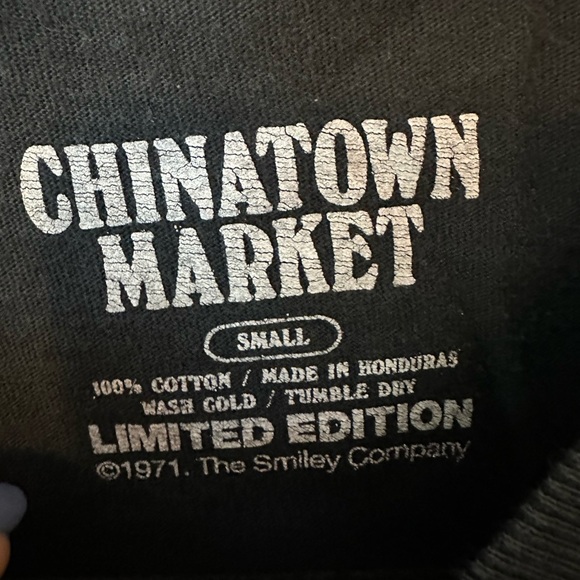 CHINATOWN
MARKET
SMALL
100% COTTON / MADE IN HONDURAS
WASH COLD / TUMBLE DRY
LIMITED EDITION
©1971. The Smiley Company